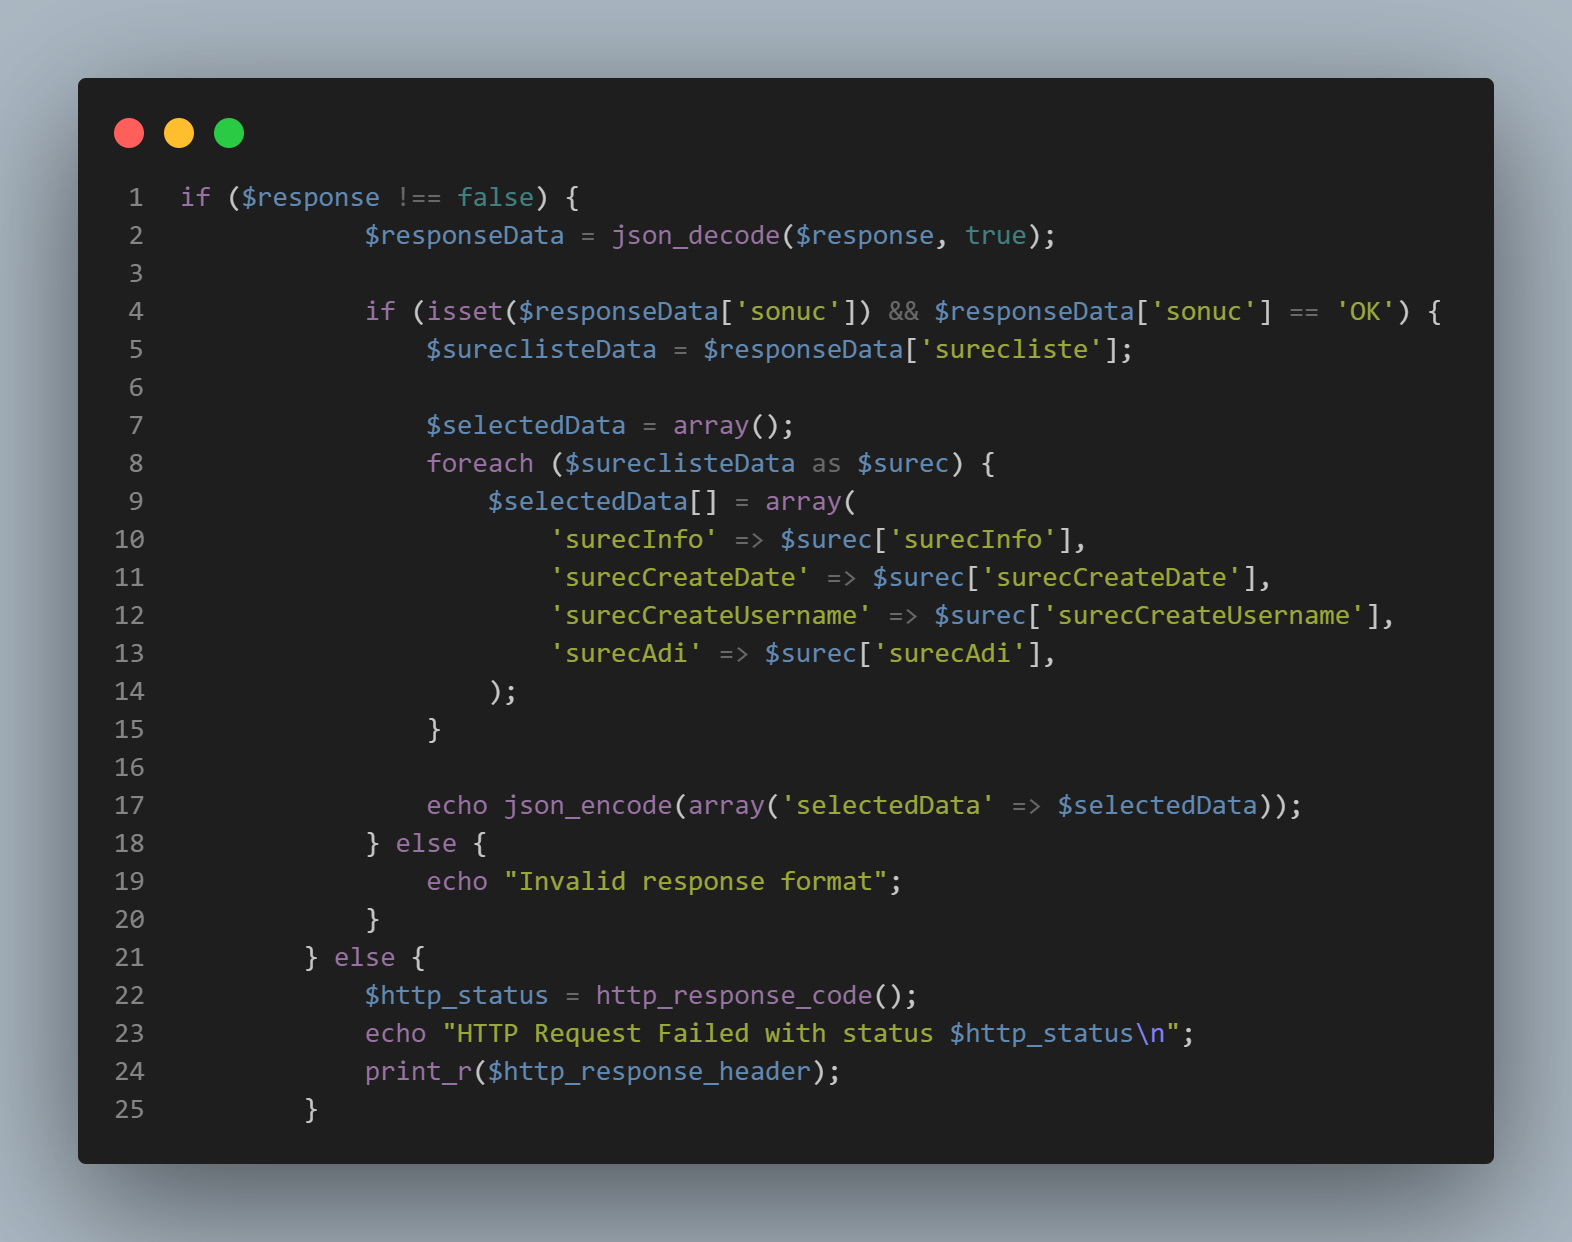 1 if ($response !== false) {
2             $responseData = json_decode($response, true);
3
4             if (isset($responseData['sonuc']) && $responseData['sonuc'] == 'OK') {
5                 $sureclisteData = $responseData['surecliste'];
6
7                 $selectedData = array();
8                 foreach ($sureclisteData as $surec) {
9                     $selectedData[] = array(
10                         'surecInfo' => $surec['surecInfo'],
11                         'surecCreateDate' => $surec['surecCreateDate'],
12                         'surecCreateUsername' => $surec['surecCreateUsername'],
13                         'surecAdi' => $surec['surecAdi'],
14                     );
15                 }
16
17                 echo json_encode(array('selectedData' => $selectedData));
18             } else {
19                 echo "Invalid response format";
20             }
21         } else {
22             $http_status = http_response_code();
23             echo "HTTP Request Failed with status $http_status\n";
24             print_r($http_response_header);
25         }